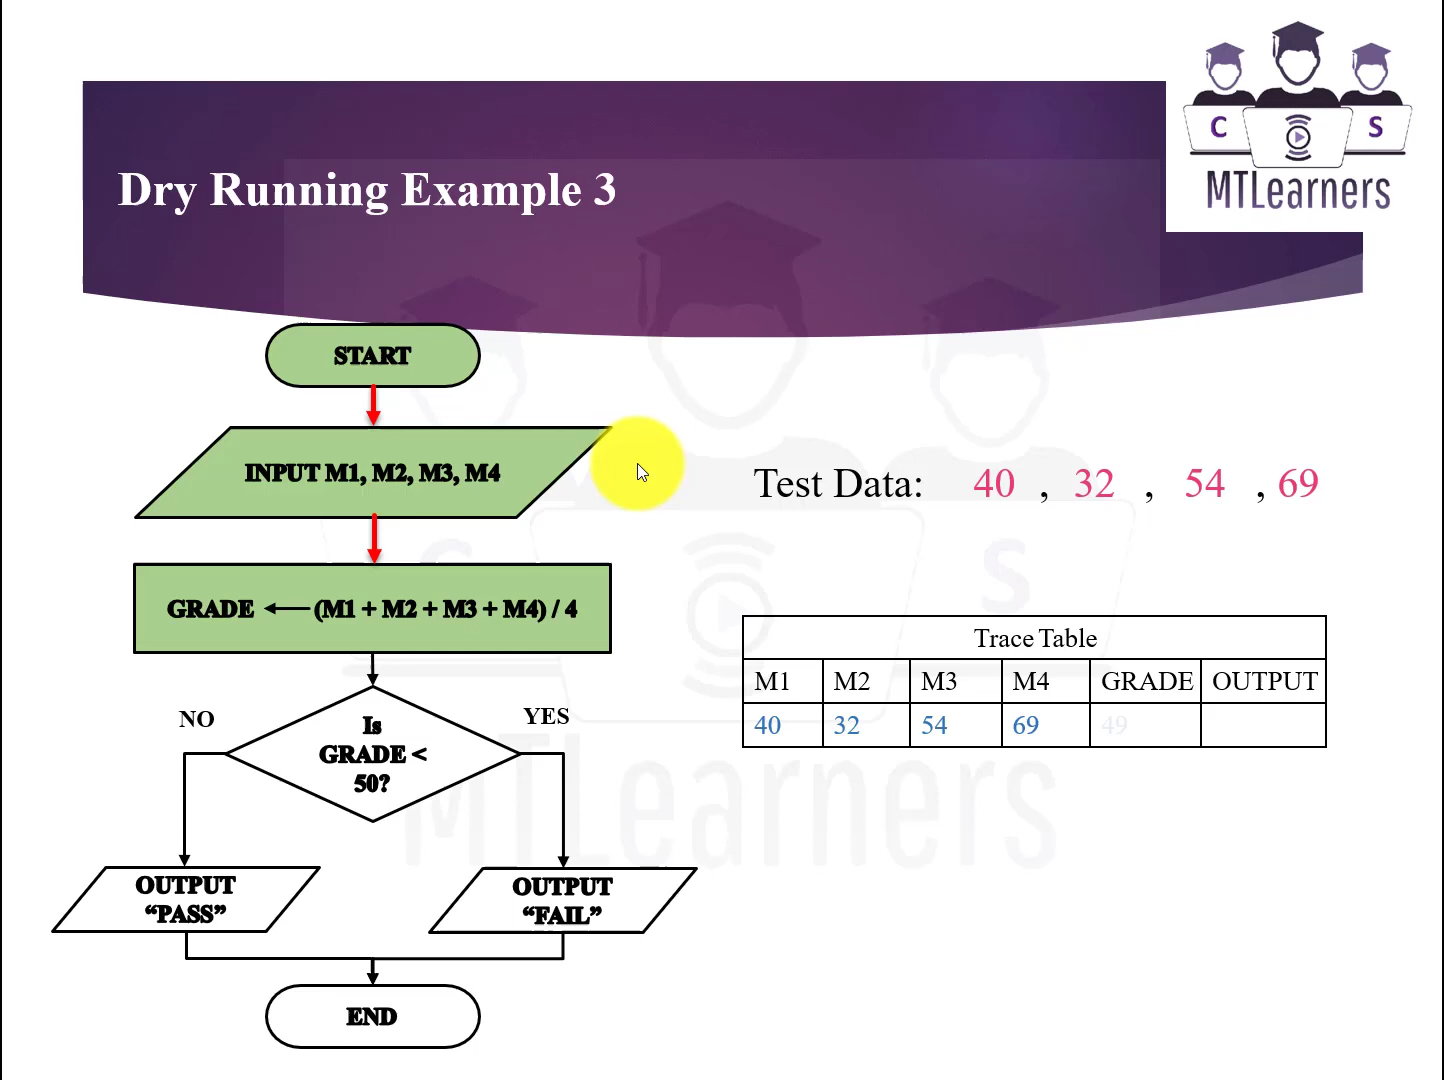 C
S
MTLearners
Dry Running Example 3
START
INPUT M1, M2, M3, M4
Test Data: 40 , 32 , 54 , 69
GRADE ← (M1 + M2 + M3 + M4) / 4
Trace Table
M1 M2 M3 M4 GRADE OUTPUT
40 32 54 69 49
NO
YES
Is
GRADE <
50?
OUTPUT
“PASS”
OUTPUT
“FAIL”
END
C
S
MTLearners